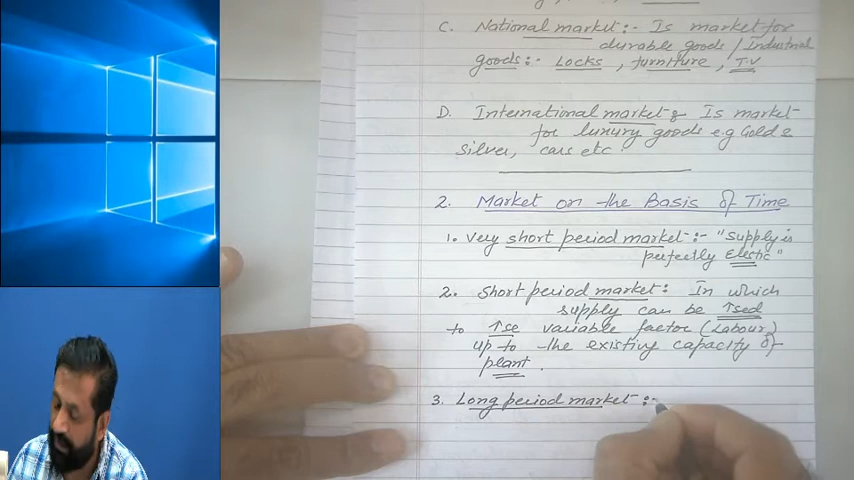 C. National market :- Is market for
durable goods / Industrial
goods :- Locks , furniture , T.V
D. International market :- Is market
for luxury goods e.g Gold &
silver, cars etc.
2. Market on the Basis of Time
1. Very short period market :- "Supply is
perfectly Elastic"
2. Short period market : In which
supply can be ↑sed
to ↑se variable factor (Labour)
up to the existing capacity of
plant .
3. Long period market :-